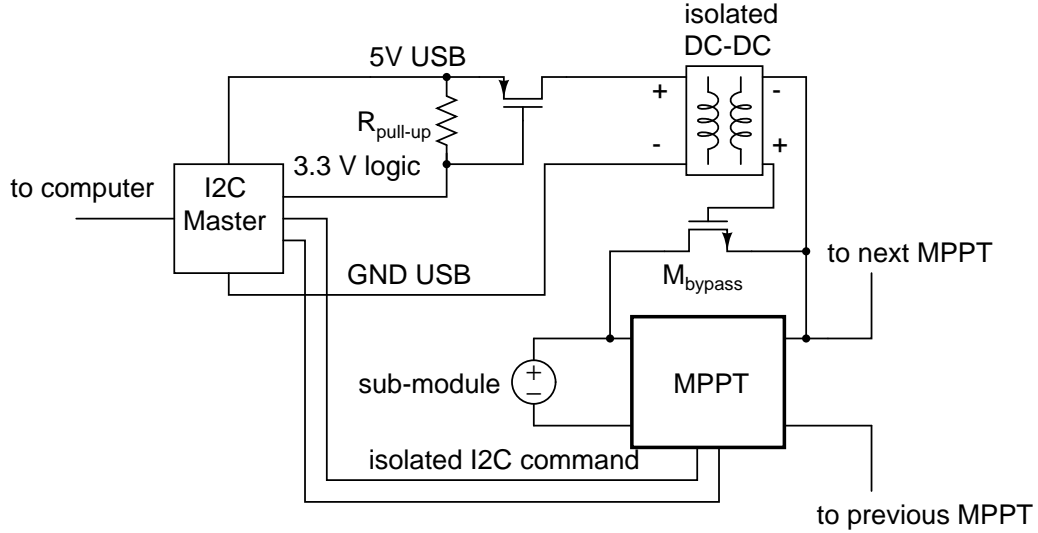 isolated
DC-DC
5V USB
+
-
R_pull-up
-
+
3.3 V logic
to computer
I2C
Master
M_bypass
to next MPPT
GND USB
sub-module
+
−
MPPT
isolated I2C command
to previous MPPT